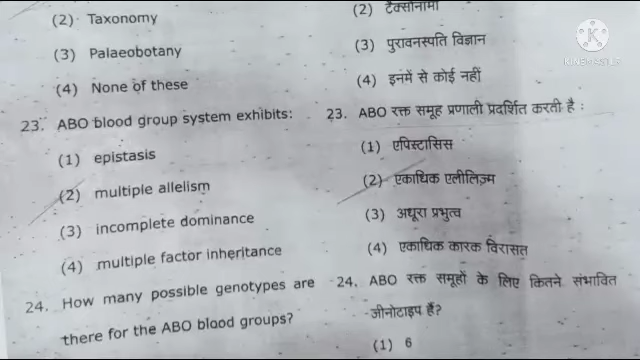 (2) Taxonomy
(3) Palaeobotany
(4) None of these
23. ABO blood group system exhibits:
(1) epistasis
(2) multiple allelism
(3) incomplete dominance
(4) multiple factor inheritance
24. How many possible genotypes are
there for the ABO blood groups?
(2) टैक्सोनोमी
(3) पुरावनस्पति विज्ञान
(4) इनमें से कोई नहीं
23. ABO रक्त समूह प्रणाली प्रदर्शित करती है :
(1) एपिस्टासिस
(2) एकाधिक एलीलिज़्म
(3) अधूरा प्रभुत्व
(4) एकाधिक कारक विरासत
24. ABO रक्त समूहों के लिए कितने संभावित
जीनोटाइप हैं?
(1) 6
K
KINEMASTER